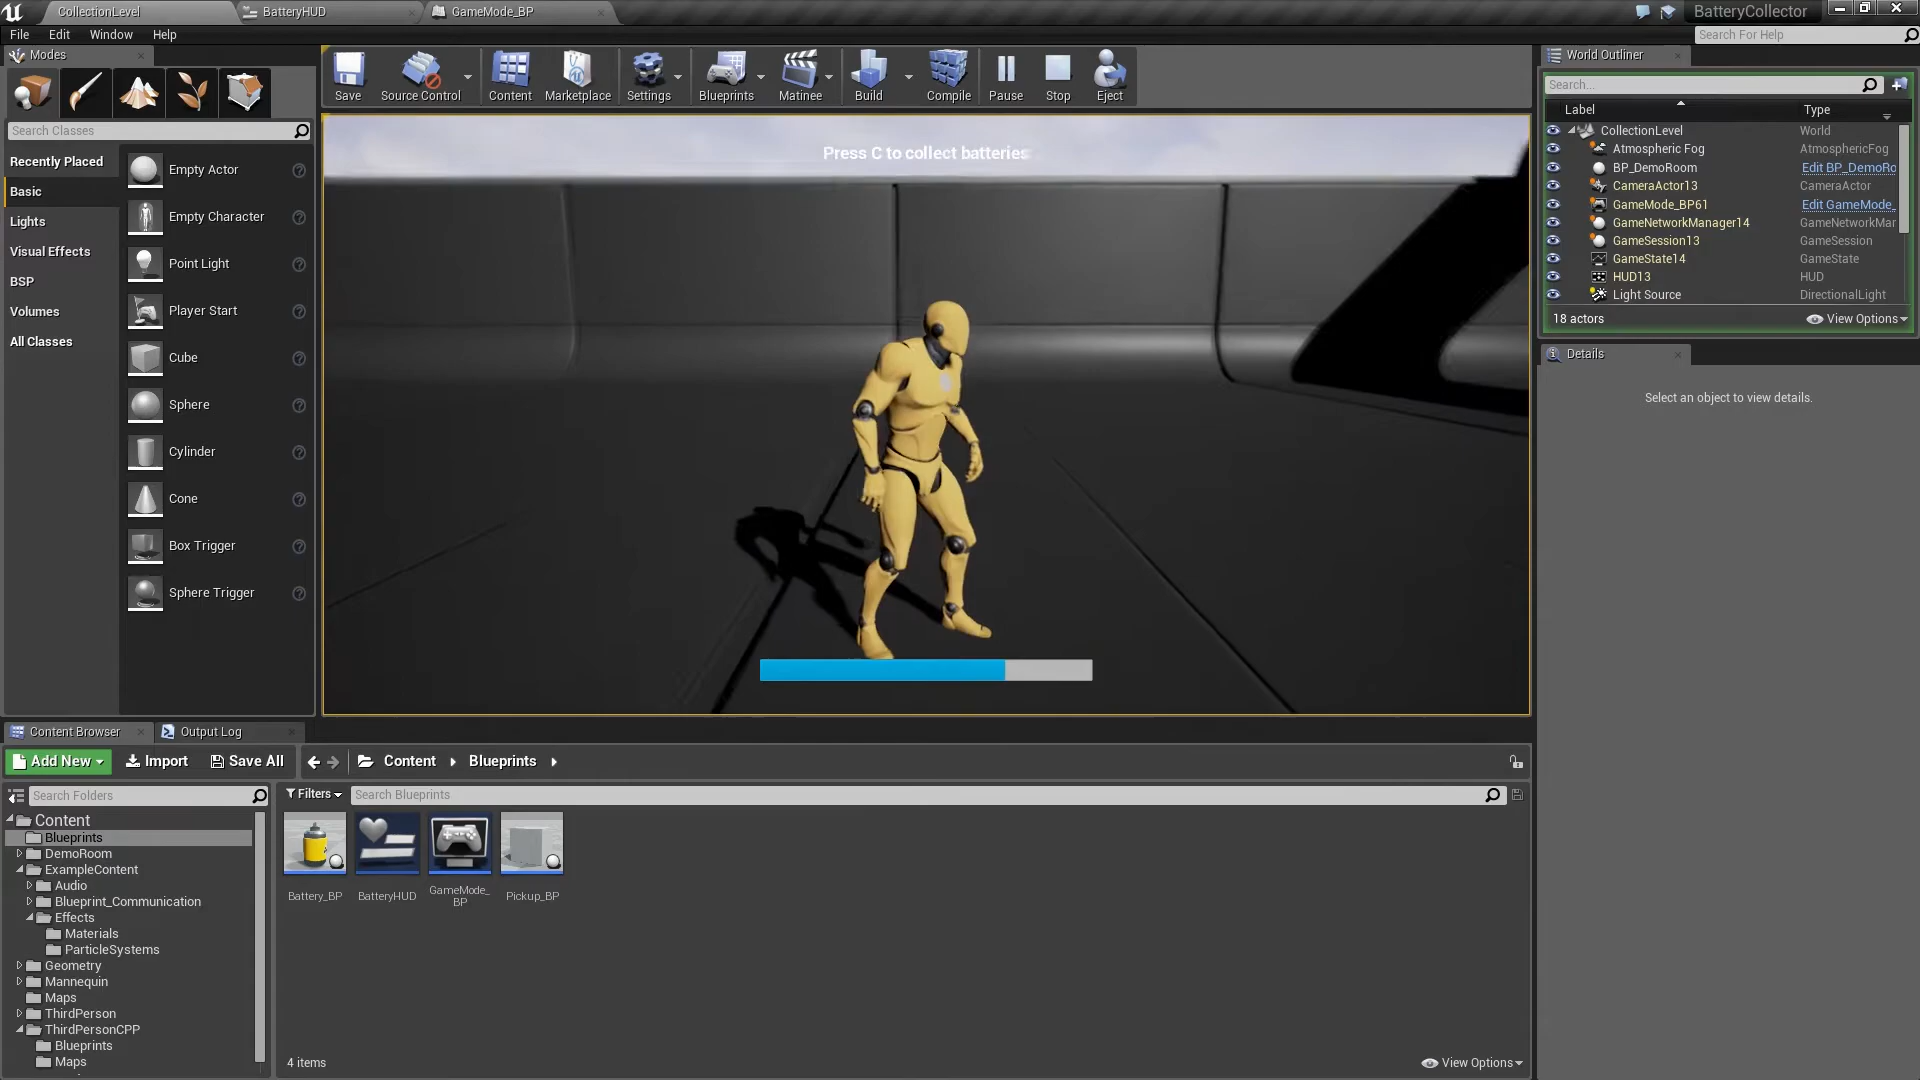 CollectionLevel
BatteryHUD
GameMode_BP
BatteryCollector
File Edit Window Help
Search For Help
Modes
Search Classes
Recently Placed
Basic
Lights
Visual Effects
BSP
Volumes
All Classes
Empty Actor
Empty Character
Point Light
Player Start
Cube
Sphere
Cylinder
Cone
Box Trigger
Sphere Trigger
Save
Source Control
Content
Marketplace
Settings
Blueprints
Matinee
Build
Compile
Pause
Stop
Eject
Press C to collect batteries
World Outliner
Search...
Label Type
CollectionLevel World
Atmospheric Fog AtmosphericFog
BP_DemoRoom Edit BP_DemoRo
CameraActor13 CameraActor
GameMode_BP61 Edit GameMode_
GameNetworkManager14 GameNetworkMar
GameSession13 GameSession
GameState14 GameState
HUD13 HUD
Light Source DirectionalLight
18 actors
View Options
Details
Select an object to view details.
Content Browser
Output Log
Add New
Import
Save All
Content
Blueprints
Search Folders
Filters
Search Blueprints
Content
Blueprints
DemoRoom
ExampleContent
Audio
Blueprint_Communication
Effects
Materials
ParticleSystems
Geometry
Mannequin
Maps
ThirdPerson
ThirdPersonCPP
Blueprints
Maps
Battery_BP
BatteryHUD
GameMode_
BP
Pickup_BP
4 items
View Options